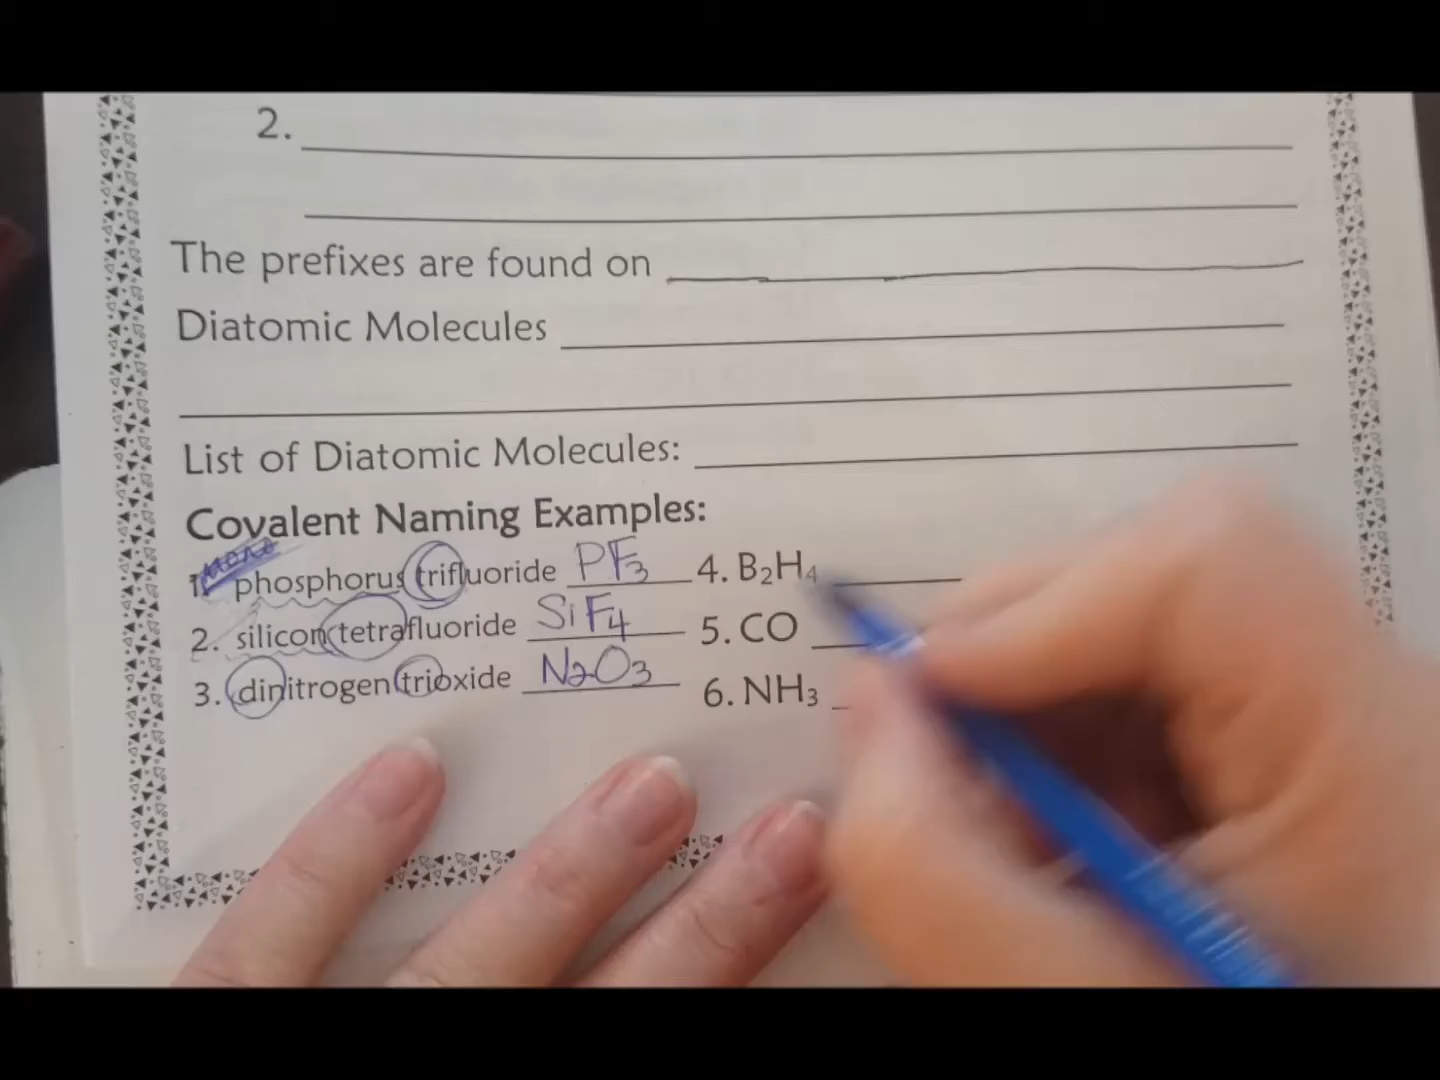 2.
The prefixes are found on
Diatomic Molecules
List of Diatomic Molecules:
Covalent Naming Examples:
mono
1. phosphorus trifluoride PF₃ 4. B₂H₄
2. silicon tetrafluoride SiF₄ 5. CO
3. dinitrogen trioxide N₂O₃ 6. NH₃